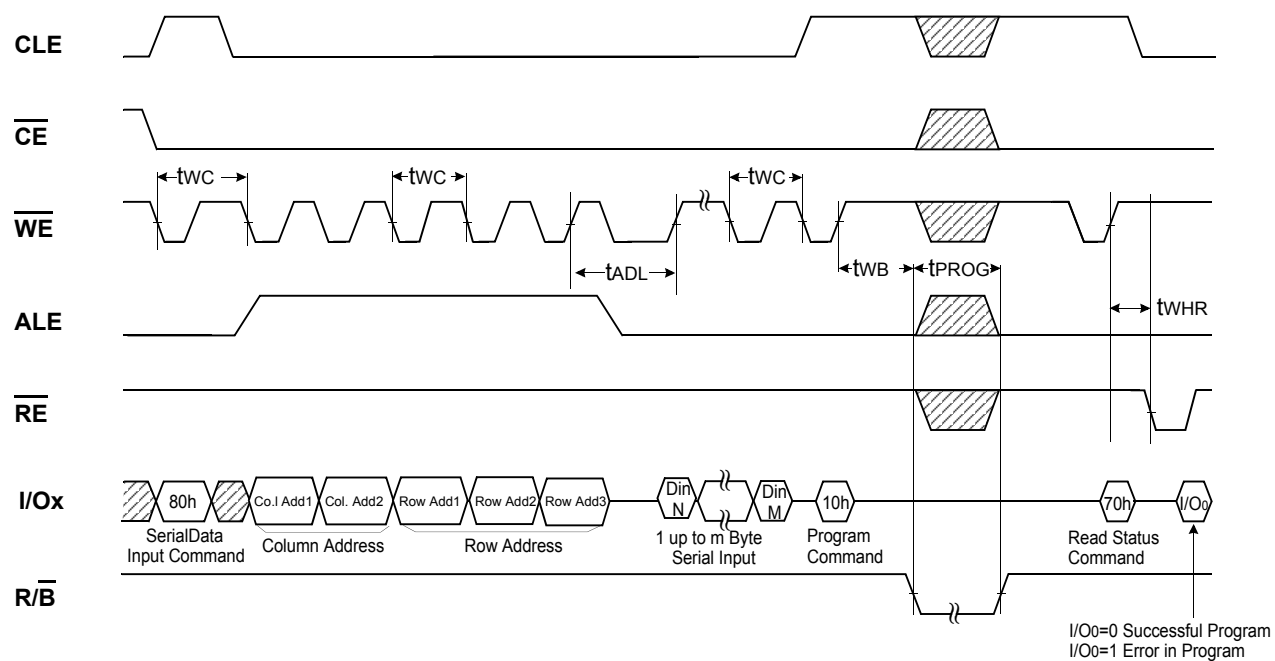 CLE
CE
tWC
tWC
tWC
WE
tADL
tWB
tPROG
ALE
tWHR
RE
I/Ox
80h
Co.l Add1
Col. Add2
Row Add1
Row Add2
Row Add3
Din N
Din M
10h
70h
I/O0
SerialData
Input Command
Column Address
Row Address
1 up to m Byte
Serial Input
Program
Command
Read Status
Command
R/B
I/O0=0 Successful Program
I/O0=1 Error in Program